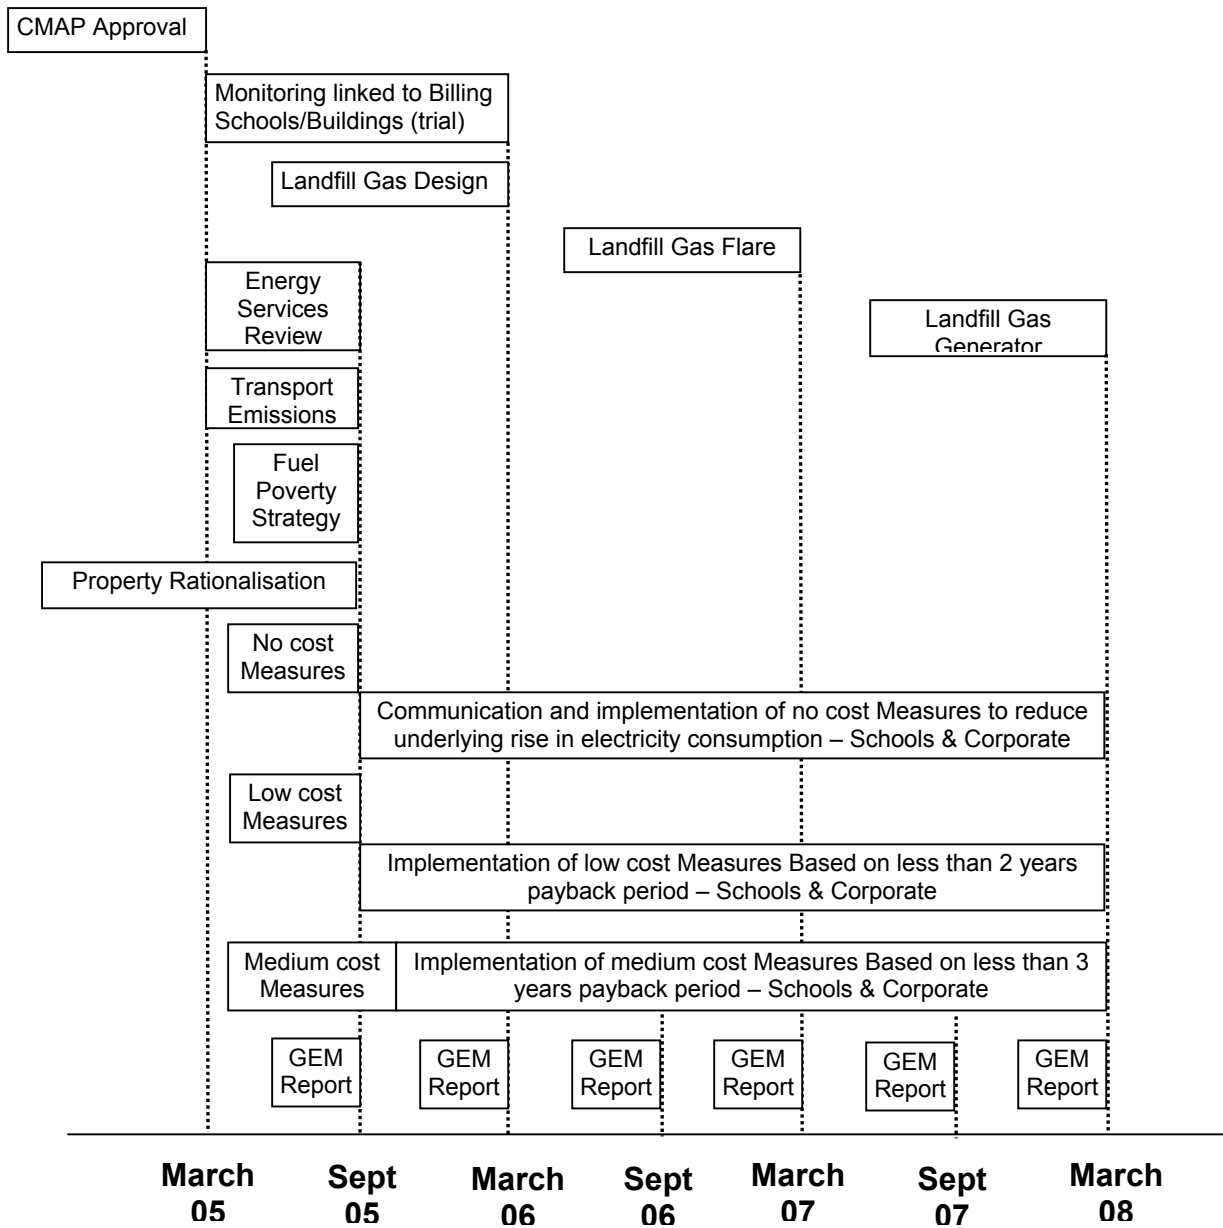 CMAP Approval
Monitoring linked to Billing
Schools/Buildings (trial)
Landfill Gas Design
Landfill Gas Flare
Energy
Services
Review
Landfill Gas
Generator
Transport
Emissions
Fuel
Poverty
Strategy
Property Rationalisation
No cost
Measures
Communication and implementation of no cost Measures to reduce
underlying rise in electricity consumption – Schools & Corporate
Low cost
Measures
Implementation of low cost Measures Based on less than 2 years
payback period – Schools & Corporate
Medium cost
Measures
Implementation of medium cost Measures Based on less than 3
years payback period – Schools & Corporate
GEM
Report
GEM
Report
GEM
Report
GEM
Report
GEM
Report
GEM
Report
March
05
Sept
05
March
06
Sept
06
March
07
Sept
07
March
08